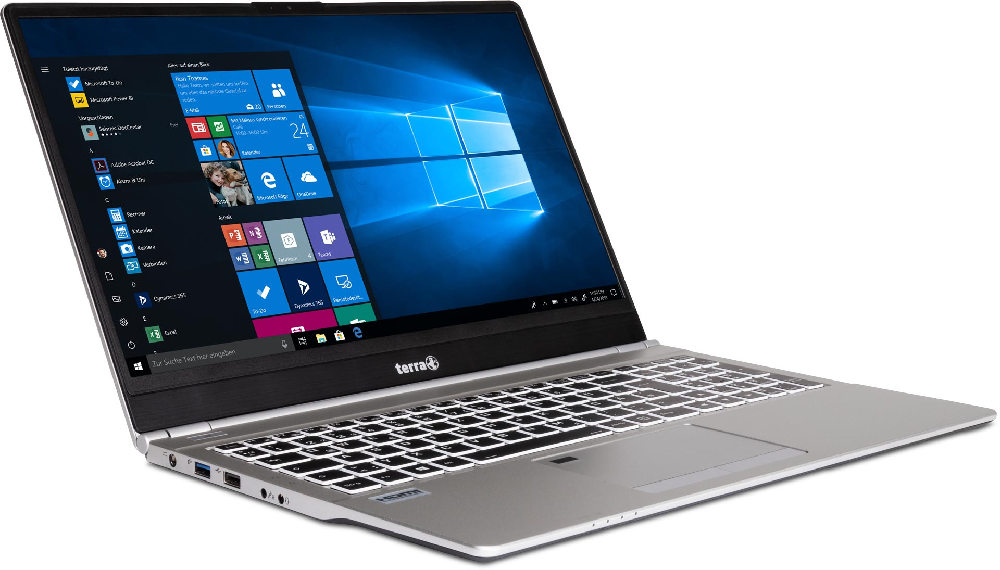 Zuletzt hinzugefügt
Microsoft To-Do
Microsoft Power BI
Vorgeschlagen
Seismic DocCenter
Frei
A
Adobe Acrobat DC
Alarm & Uhr
C
Rechner
Kalender
Kamera
Verbinden
D
Dynamics 365
E
Excel
F
Zur Suche Text hier eingeben
Alles auf einen Blick
Ron Thames
Hallo Team, wir sollten uns treffen,
um über das nächste Quartal zu
reden.
E-Mail
20
Personen
Mit Melissa synchronisieren
Café
15:00–16:00 Uhr
Di
24
Kalender
Fotos
Microsoft Edge
OneDrive
Arbeit
Fabrikam
4
Teams
To-Do
Dynamics 365
Remotedeskt...
14:30 Uhr
4/24/2018
terra
Strg
Fn
Alt
HDMI